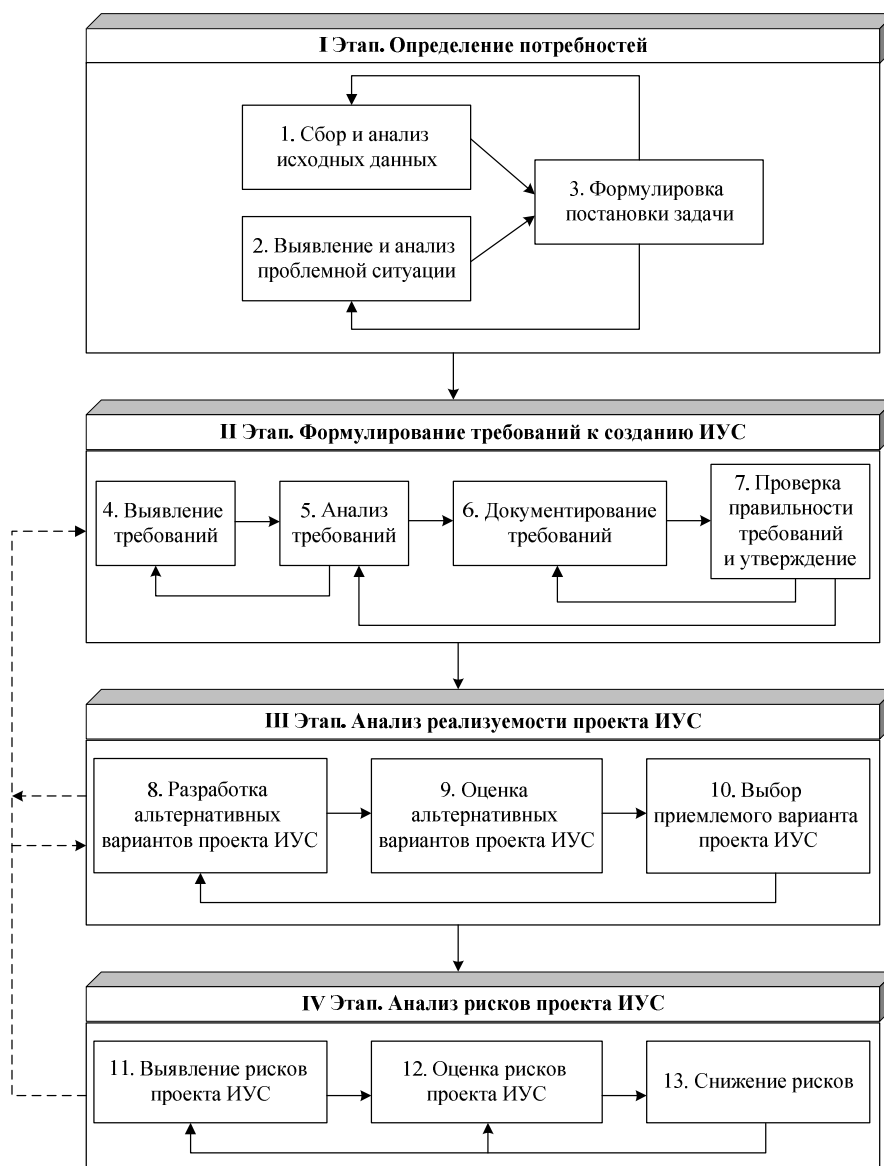 I Этап. Определение потребностей
1. Сбор и анализ
исходных данных
3. Формулировка
постановки задачи
2. Выявление и анализ
проблемной ситуации
II Этап. Формулирование требований к созданию ИУС
4. Выявление
требований
5. Анализ
требований
6. Документирование
требований
7. Проверка
правильности
требований
и утверждение
III Этап. Анализ реализуемости проекта ИУС
8. Разработка
альтернативных
вариантов проекта ИУС
9. Оценка
альтернативных
вариантов проекта ИУС
10. Выбор
приемлемого варианта
проекта ИУС
IV Этап. Анализ рисков проекта ИУС
11. Выявление рисков
проекта ИУС
12. Оценка рисков
проекта ИУС
13. Снижение рисков